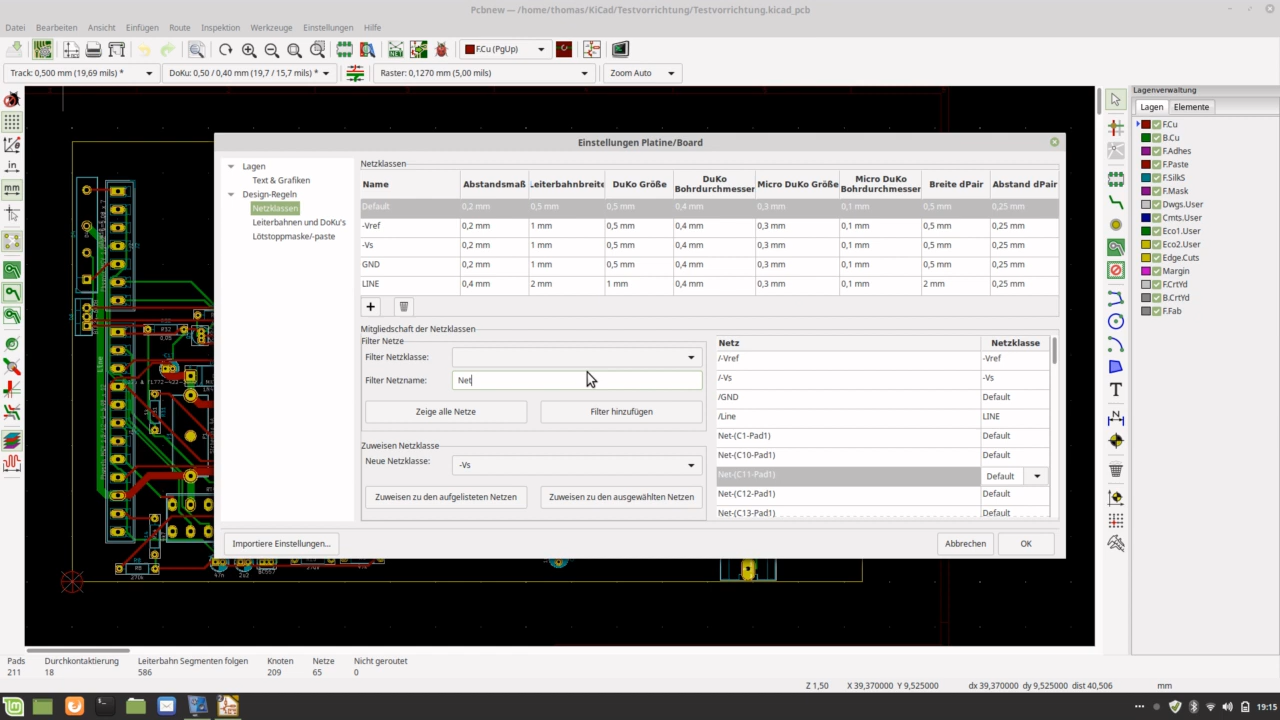 Pcbnew — /home/thomas/KiCad/Testvorrichtung/Testvorrichtung.kicad_pcb
Datei Bearbeiten Ansicht Einfügen Route Inspektion Werkzeuge Einstellungen Hilfe
F.Cu (PgUp)
Track: 0,500 mm (19,69 mils) * DoKu: 0,50 / 0,40 mm (19,7 / 15,7 mils) * Raster: 0,1270 mm (5,00 mils) Zoom Auto
Lagenverwaltung
Lagen Elemente
F.Cu
B.Cu
F.Adhes
F.Paste
F.SilkS
F.Mask
Dwgs.User
Cmts.User
Eco1.User
Eco2.User
Edge.Cuts
Margin
F.CrtYd
B.CrtYd
F.Fab
in
mm
Einstellungen Platine/Board
Lagen
Text & Grafiken
Design-Regeln
Netzklassen
Leiterbahnen und DoKu's
Lötstoppmaske/-paste
Netzklassen
Name Abstandsmaß Leiterbahnbreite DuKo Größe DuKo Bohrdurchmesser Micro DuKo Größe Micro DuKo Bohrdurchmesser Breite dPair Abstand dPair
Default 0,2 mm 0,5 mm 0,5 mm 0,4 mm 0,3 mm 0,1 mm 0,5 mm 0,25 mm
-Vref 0,2 mm 1 mm 0,5 mm 0,4 mm 0,3 mm 0,1 mm 0,5 mm 0,25 mm
-Vs 0,2 mm 1 mm 0,5 mm 0,4 mm 0,3 mm 0,1 mm 0,5 mm 0,25 mm
GND 0,2 mm 1 mm 0,5 mm 0,4 mm 0,3 mm 0,1 mm 0,5 mm 0,25 mm
LINE 0,4 mm 2 mm 1 mm 0,4 mm 0,3 mm 0,1 mm 2 mm 0,25 mm
Mitgliedschaft der Netzklassen
Filter Netze
Filter Netzklasse:
Filter Netzname: Net
Zeige alle Netze Filter hinzufügen
Zuweisen Netzklasse
Neue Netzklasse: -Vs
Zuweisen zu den aufgelisteten Netzen Zuweisen zu den ausgewählten Netzen
Netz Netzklasse
/-Vref -Vref
/-Vs -Vs
/GND Default
/Line LINE
Net-(C1-Pad1) Default
Net-(C10-Pad1) Default
Net-(C11-Pad1) Default
Net-(C12-Pad1) Default
Net-(C13-Pad1) Default
Importiere Einstellungen... Abbrechen OK
Pads Durchkontaktierung Leiterbahn Segmenten folgen Knoten Netze Nicht geroutet
211 18 586 209 65 0
Z 1,50 X 39,370000 Y 9,525000 dx 39,370000 dy 9,525000 dist 40,506 mm
19:15